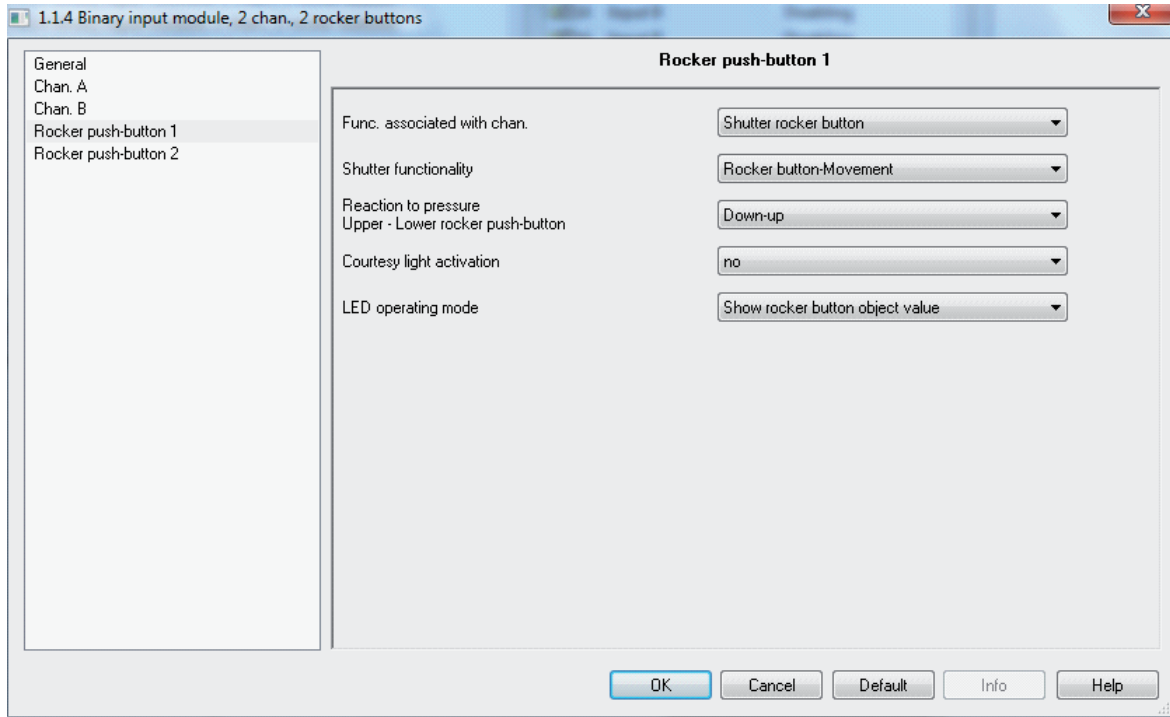 1.1.4 Binary input module, 2 chan., 2 rocker buttons
General
Chan. A
Chan. B
Rocker push-button 1
Rocker push-button 2
Rocker push-button 1
Func. associated with chan.
Shutter rocker button
Shutter functionality
Rocker button-Movement
Reaction to pressure
Upper - Lower rocker push-button
Down-up
Courtesy light activation
no
LED operating mode
Show rocker button object value
OK
Cancel
Default
Info
Help